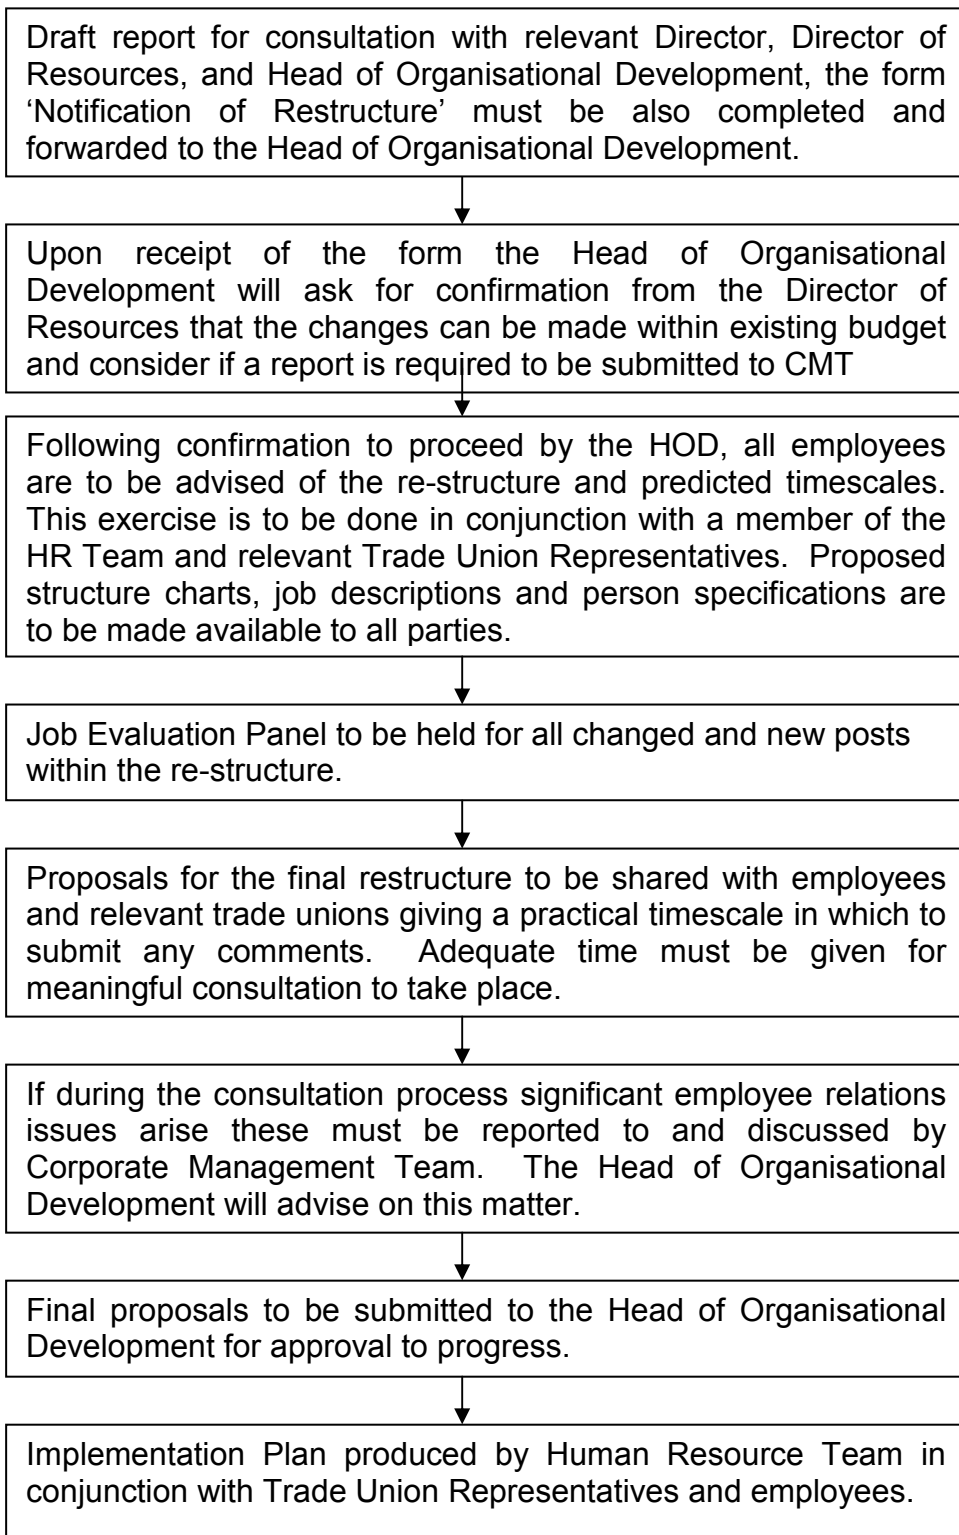 Draft report for consultation with relevant Director, Director of
Resources, and Head of Organisational Development, the form
‘Notification of Restructure’ must be also completed and
forwarded to the Head of Organisational Development.
Upon receipt of the form the Head of Organisational
Development will ask for confirmation from the Director of
Resources that the changes can be made within existing budget
and consider if a report is required to be submitted to CMT
Following confirmation to proceed by the HOD, all employees
are to be advised of the re-structure and predicted timescales.
This exercise is to be done in conjunction with a member of the
HR Team and relevant Trade Union Representatives. Proposed
structure charts, job descriptions and person specifications are
to be made available to all parties.
Job Evaluation Panel to be held for all changed and new posts
within the re-structure.
Proposals for the final restructure to be shared with employees
and relevant trade unions giving a practical timescale in which to
submit any comments. Adequate time must be given for
meaningful consultation to take place.
If during the consultation process significant employee relations
issues arise these must be reported to and discussed by
Corporate Management Team. The Head of Organisational
Development will advise on this matter.
Final proposals to be submitted to the Head of Organisational
Development for approval to progress.
Implementation Plan produced by Human Resource Team in
conjunction with Trade Union Representatives and employees.